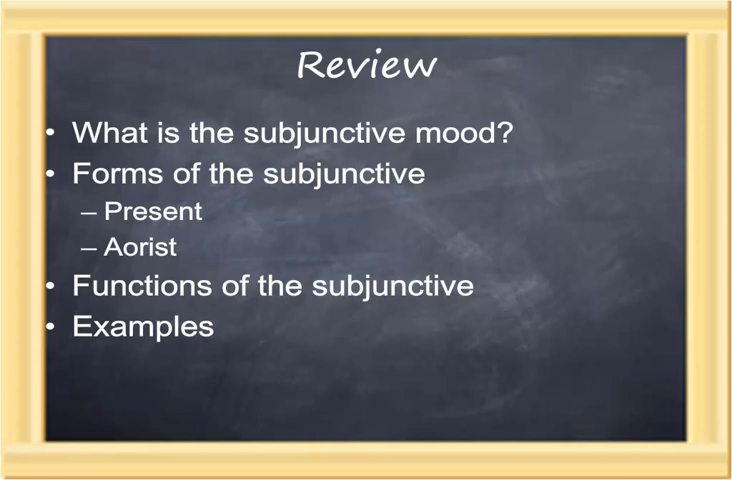 Review
• What is the subjunctive mood?
• Forms of the subjunctive
– Present
– Aorist
• Functions of the subjunctive
• Examples